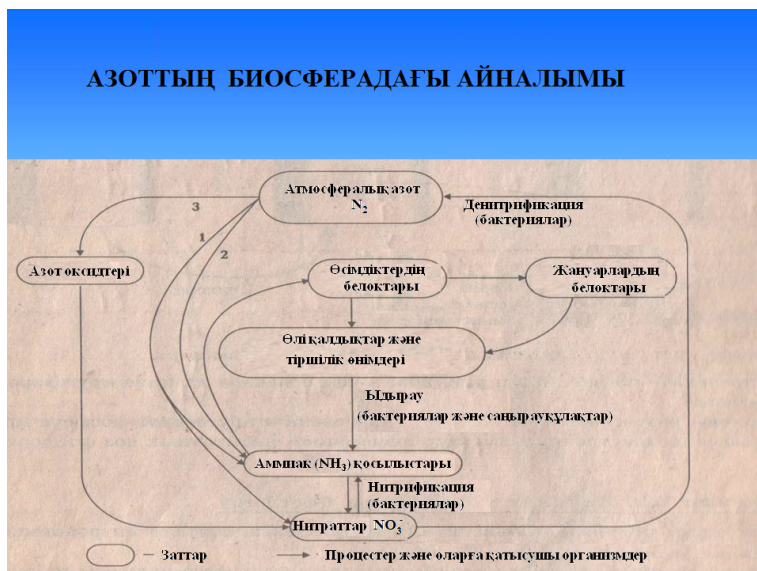 АЗОТТЫҢ БИОСФЕРАДАҒЫ АЙНАЛЫМЫ
Атмосфералық азот
N₂
Денитрификация
(бактериялар)
3
1
2
Азот оксидтері
Өсімдіктердің
белоктары
Жануарлардың
белоктары
Өлі қалдықтар және
тіршілік өнімдері
Ыдырау
(бактериялар және саңырауқұлақтар)
Аммиак (NH₃) қосылыстары
Нитрификация
(бактериялар)
Нитраттар NO₃⁻
— Заттар
— Процестер және оларға қатысушы организмдер